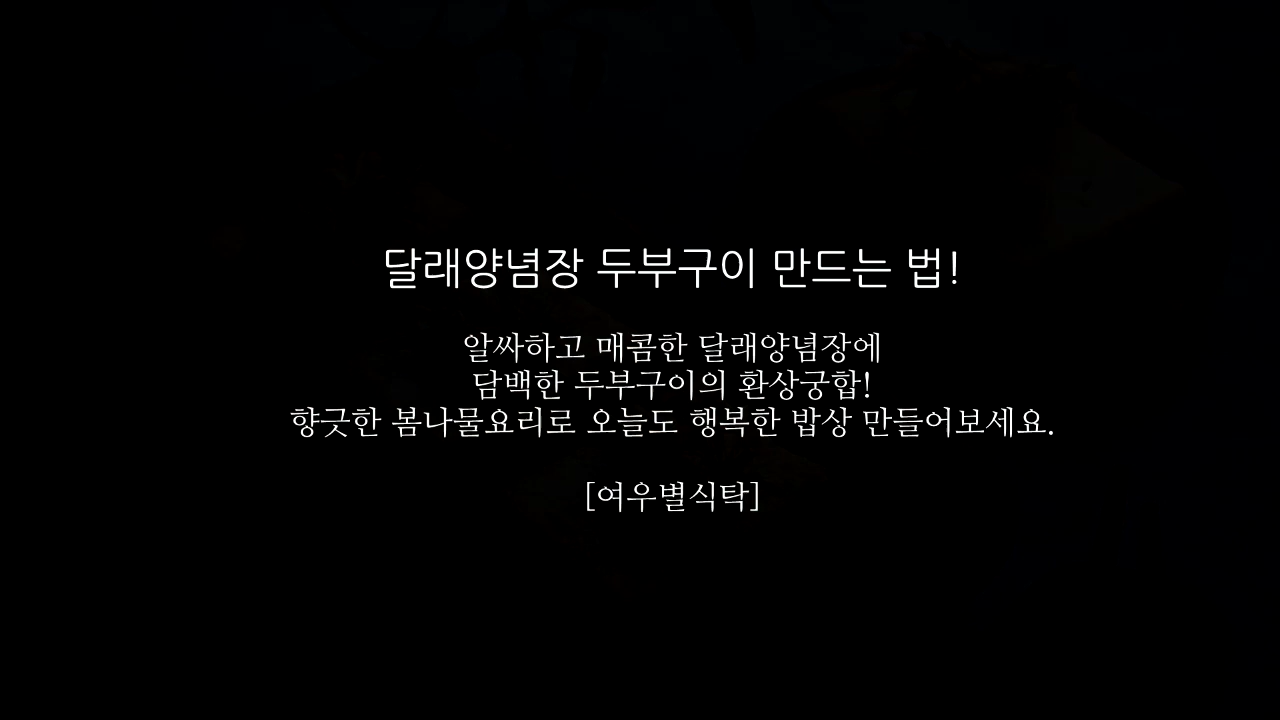 달래양념장 두부구이 만드는 법!
알싸하고 매콤한 달래양념장에
담백한 두부구이의 환상궁합!
향긋한 봄나물요리로 오늘도 행복한 밥상 만들어보세요.
[여우별식탁]